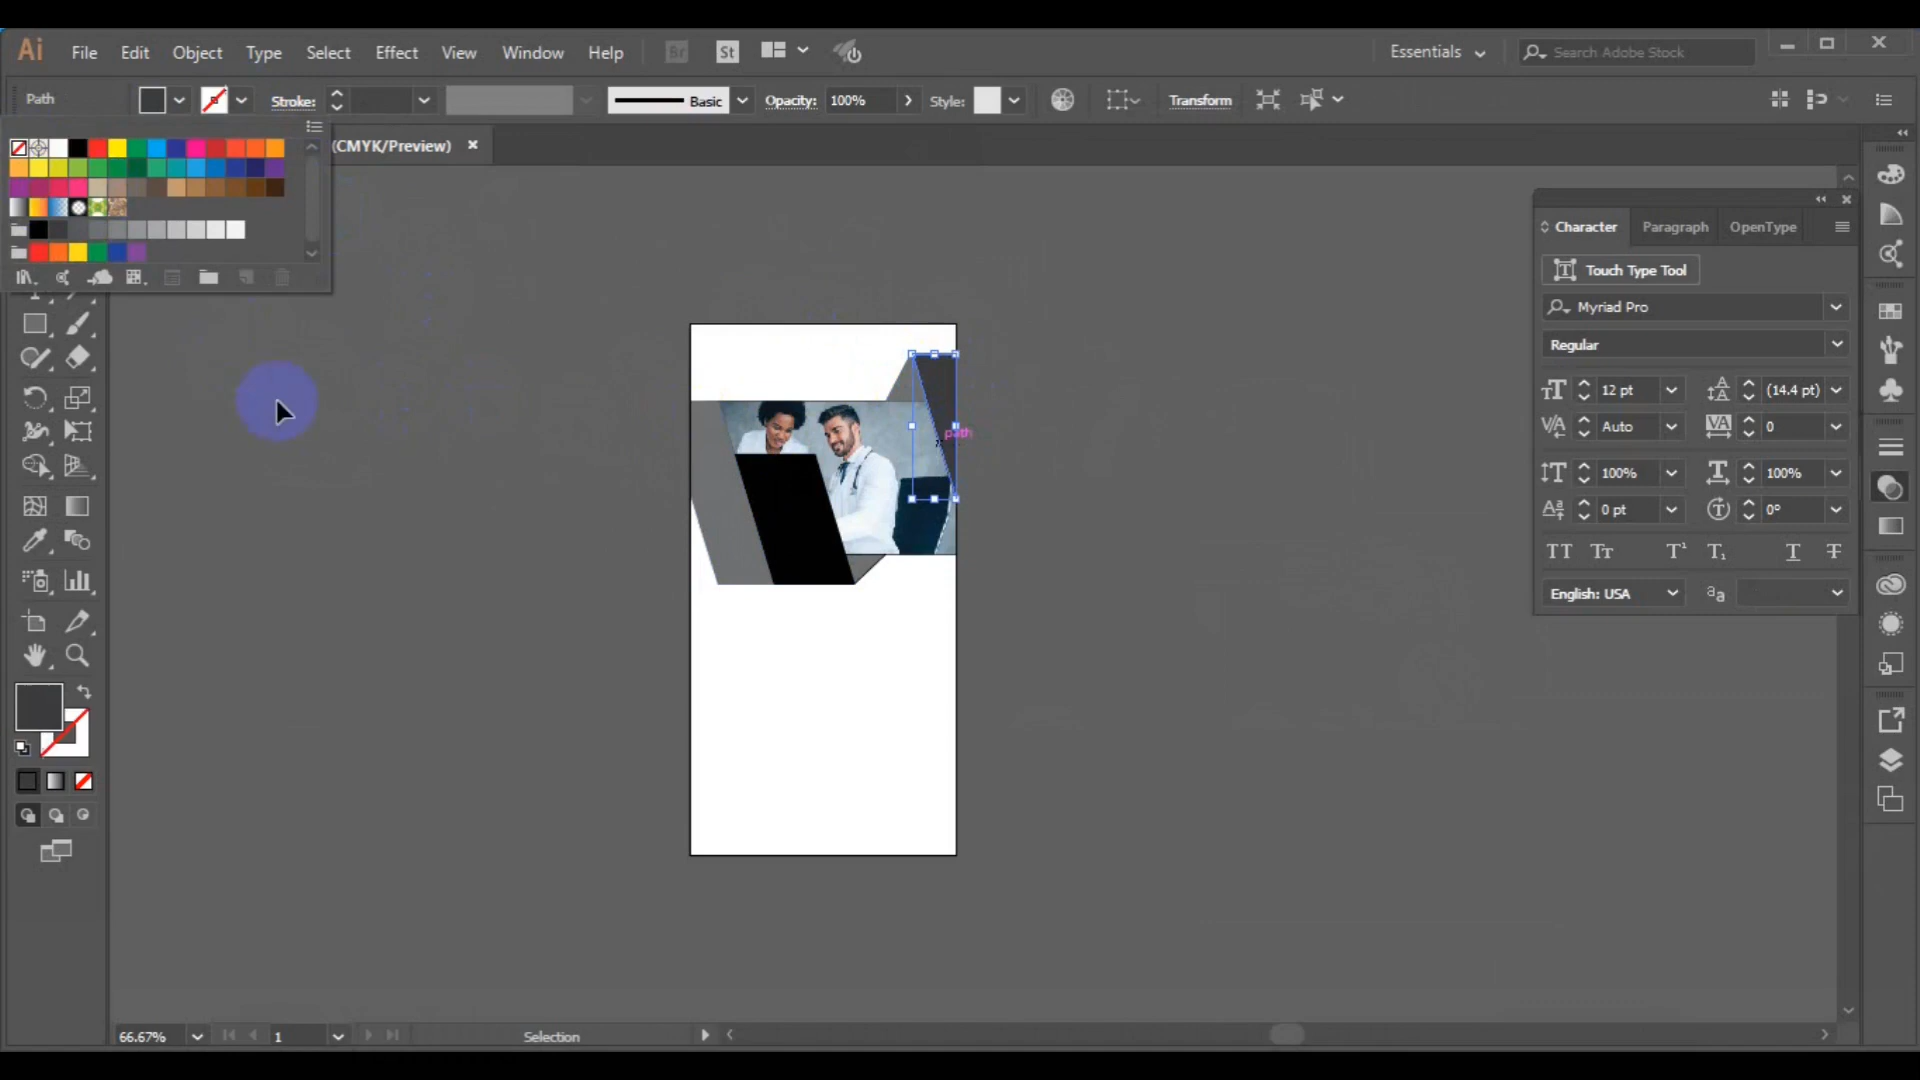 Ai File Edit Object Type Select Effect View Window Help Br St Essentials Search Adobe Stock
Path Stroke: Basic Opacity: 100% Style: Transform
(CMYK/Preview)
Character Paragraph OpenType
Touch Type Tool
Myriad Pro
Regular
12 pt (14.4 pt)
Auto 0
100% 100%
0 pt 0°
English: USA
path
66.67% 1 Selection